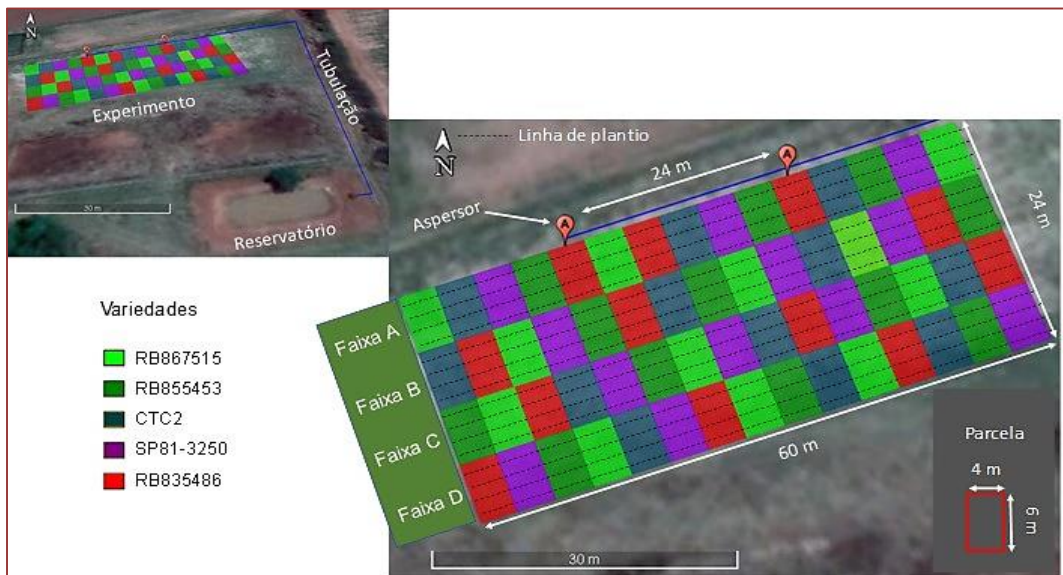 N
Experimento
Tubulação
30 m
Reservatório
N
Linha de plantio
24 m
A
A
Aspersor
24 m
Variedades
RB867515
RB855453
CTC2
SP81-3250
RB835486
Faixa A
Faixa B
Faixa C
Faixa D
60 m
Parcela
4 m
6 m
30 m